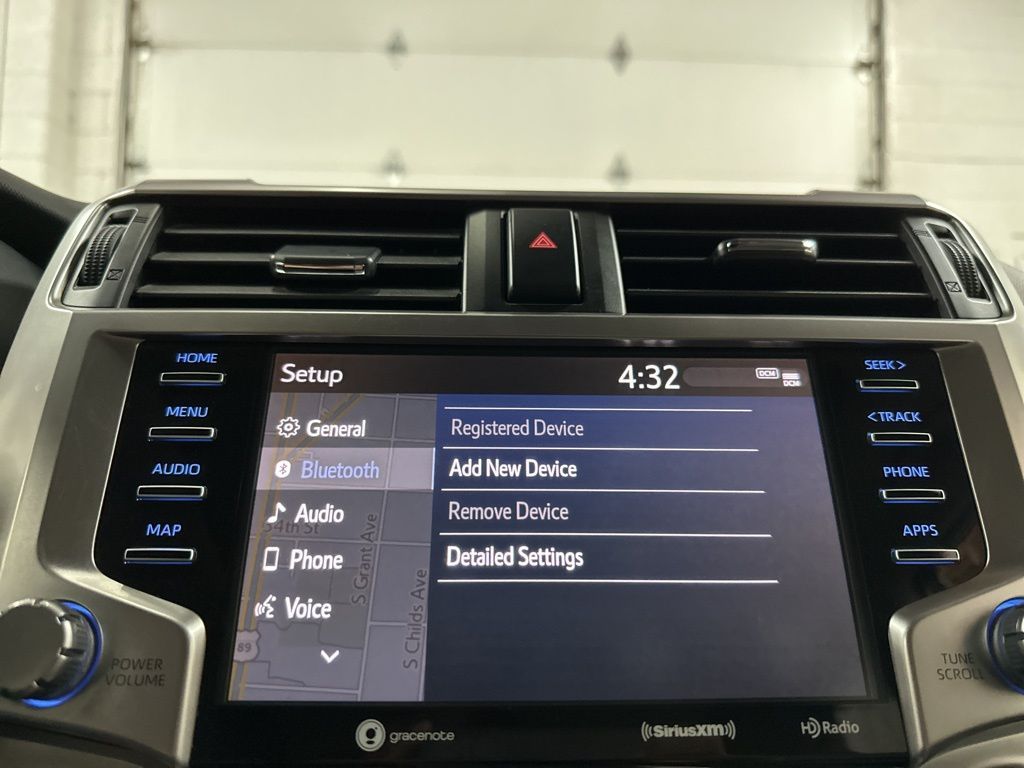 HOME
MENU
AUDIO
MAP
POWER
VOLUME
Setup
4:32
DCM
DCM
General
Bluetooth
Audio
Phone
Voice
Registered Device
Add New Device
Remove Device
Detailed Settings
54th St
S Grant Ave
S Childs Ave
89
SEEK>
<TRACK
PHONE
APPS
TUNE
SCROLL
gracenote
((SiriusXM))
HD Radio